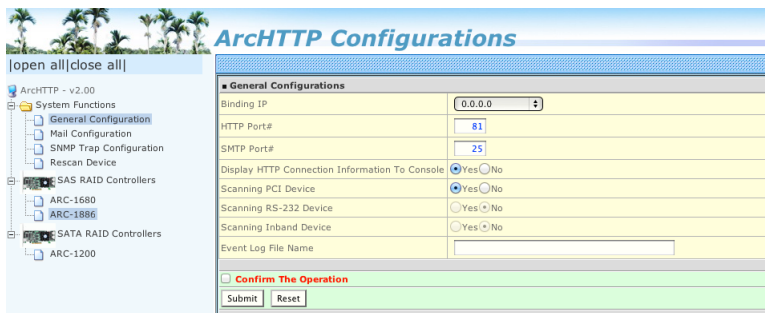 ArcHTTP Configurations
|open all|close all|
ArcHTTP - v2.00
System Functions
General Configuration
Mail Configuration
SNMP Trap Configuration
Rescan Device
SAS RAID Controllers
ARC-1680
ARC-1886
SATA RAID Controllers
ARC-1200
General Configurations
Binding IP 0.0.0.0
HTTP Port# 81
SMTP Port# 25
Display HTTP Connection Information To Console Yes No
Scanning PCI Device Yes No
Scanning RS-232 Device Yes No
Scanning Inband Device Yes No
Event Log File Name
Confirm The Operation
Submit Reset